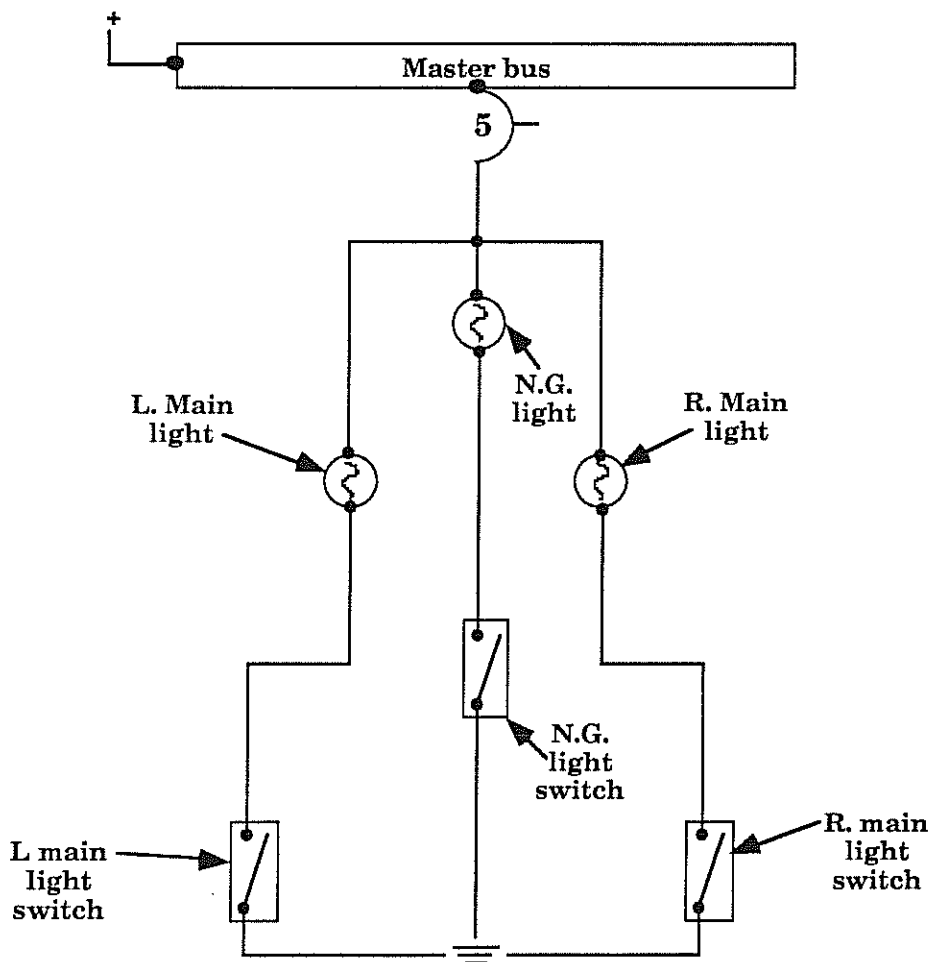 +
Master bus
5
N.G.
light
L. Main
light
R. Main
light
N.G.
light
switch
L main
light
switch
R. main
light
switch